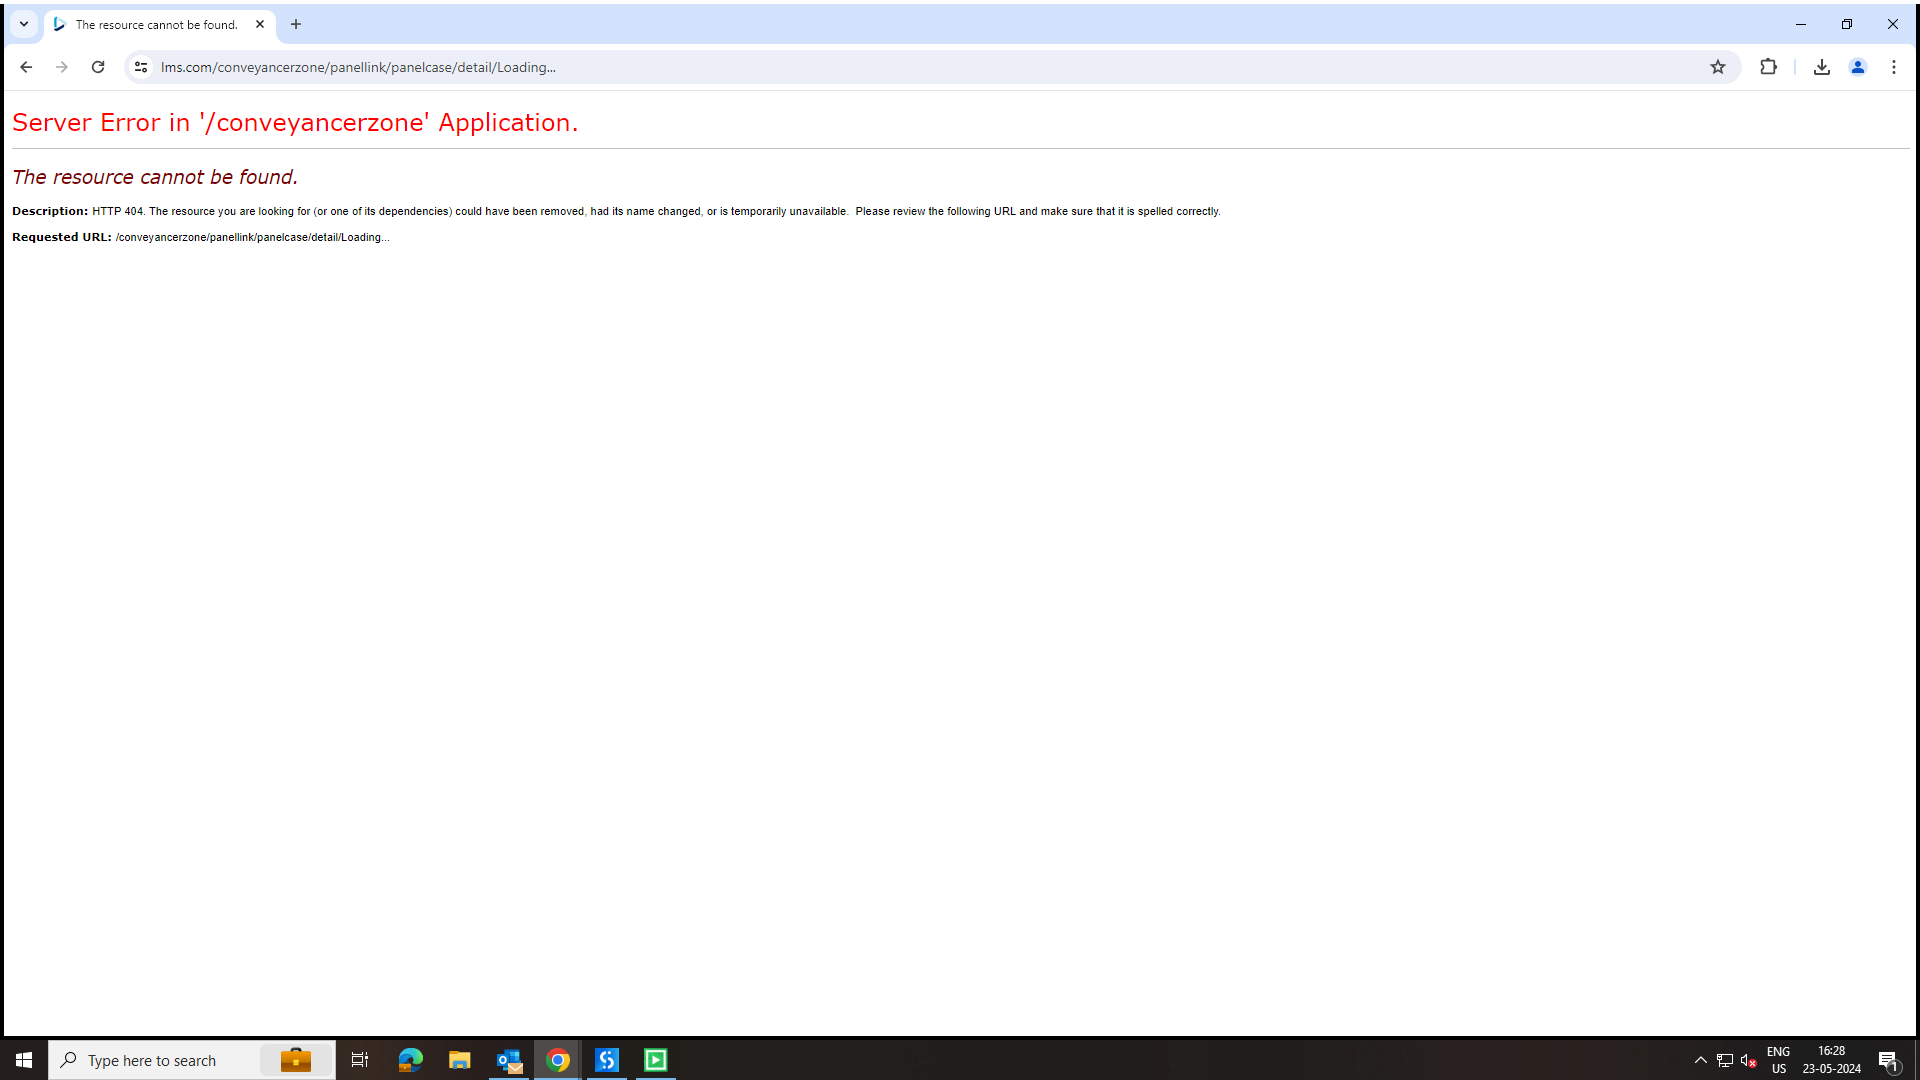 The resource cannot be found.
lms.com/conveyancerzone/panellink/panelcase/detail/Loading...
Server Error in '/conveyancerzone' Application.
The resource cannot be found.
Description: HTTP 404. The resource you are looking for (or one of its dependencies) could have been removed, had its name changed, or is temporarily unavailable.  Please review the following URL and make sure that it is spelled correctly.
Requested URL: /conveyancerzone/panellink/panelcase/detail/Loading...
Type here to search
ENG
US
16:28
23-05-2024
1